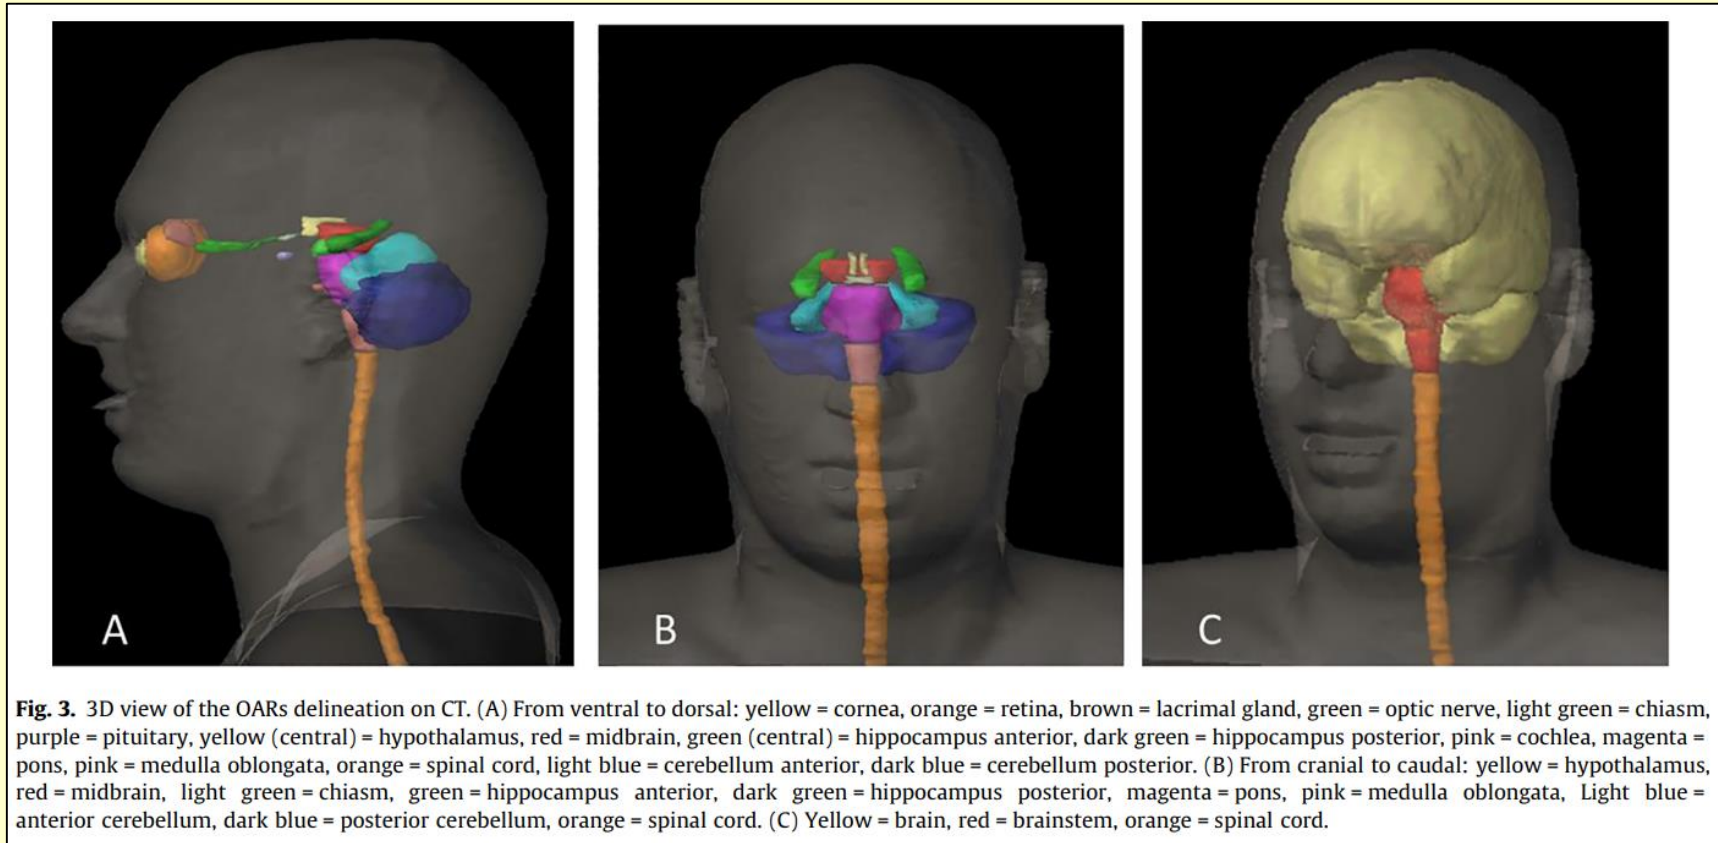 A
B
C
Fig. 3. 3D view of the OARs delineation on CT. (A) From ventral to dorsal: yellow = cornea, orange = retina, brown = lacrimal gland, green = optic nerve, light green = chiasm,
purple = pituitary, yellow (central) = hypothalamus, red = midbrain, green (central) = hippocampus anterior, dark green = hippocampus posterior, pink = cochlea, magenta =
pons, pink = medulla oblongata, orange = spinal cord, light blue = cerebellum anterior, dark blue = cerebellum posterior. (B) From cranial to caudal: yellow = hypothalamus,
red = midbrain, light green = chiasm, green = hippocampus anterior, dark green = hippocampus posterior, magenta = pons, pink = medulla oblongata, Light blue =
anterior cerebellum, dark blue = posterior cerebellum, orange = spinal cord. (C) Yellow = brain, red = brainstem, orange = spinal cord.